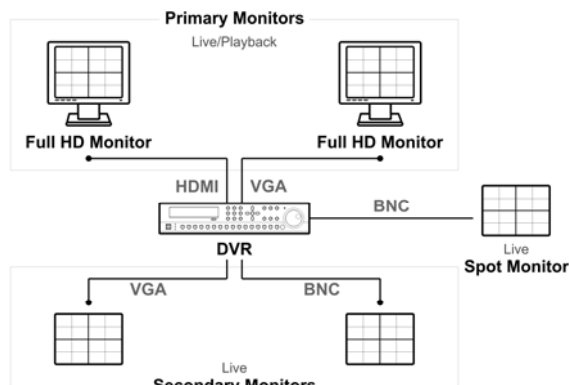 Primary Monitors
Live/Playback
Full HD Monitor
Full HD Monitor
HDMI
VGA
BNC
DVR
Live
Spot Monitor
VGA
BNC
Live
Secondary Monitors